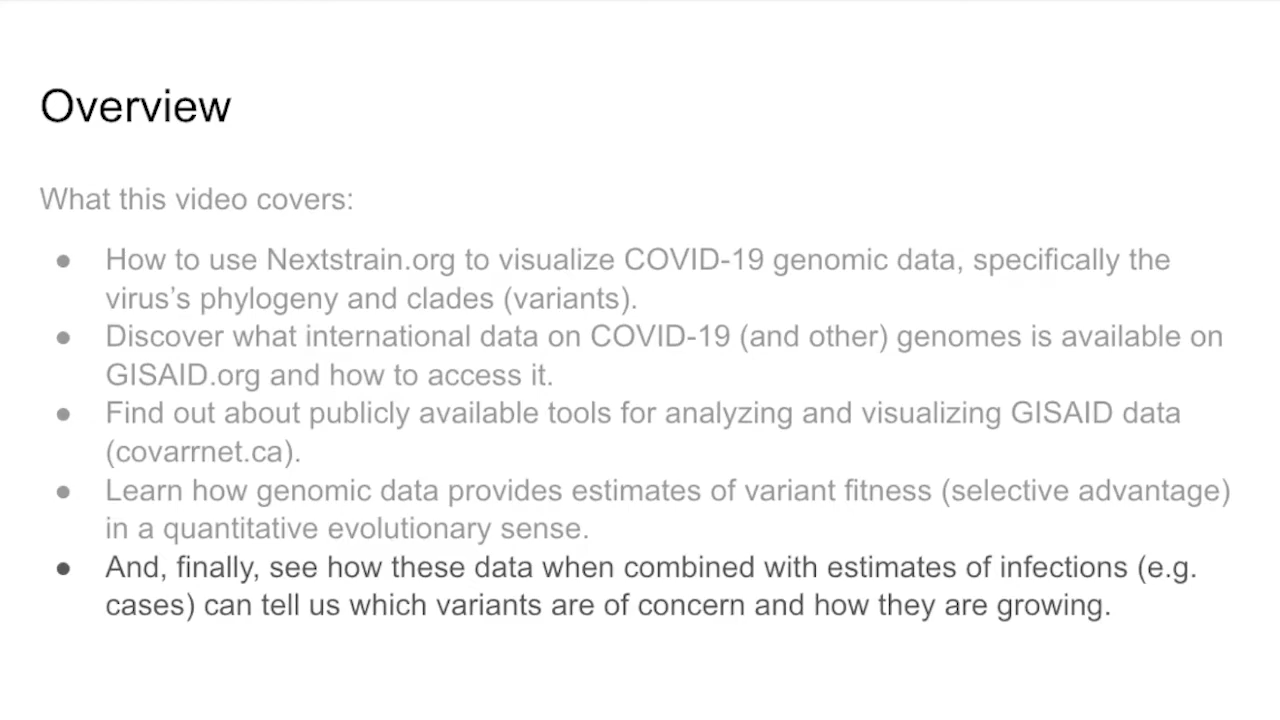 Overview
What this video covers:
● How to use Nextstrain.org to visualize COVID-19 genomic data, specifically the
virus’s phylogeny and clades (variants).
● Discover what international data on COVID-19 (and other) genomes is available on
GISAID.org and how to access it.
● Find out about publicly available tools for analyzing and visualizing GISAID data
(covarrnet.ca).
● Learn how genomic data provides estimates of variant fitness (selective advantage)
in a quantitative evolutionary sense.
● And, finally, see how these data when combined with estimates of infections (e.g.
cases) can tell us which variants are of concern and how they are growing.